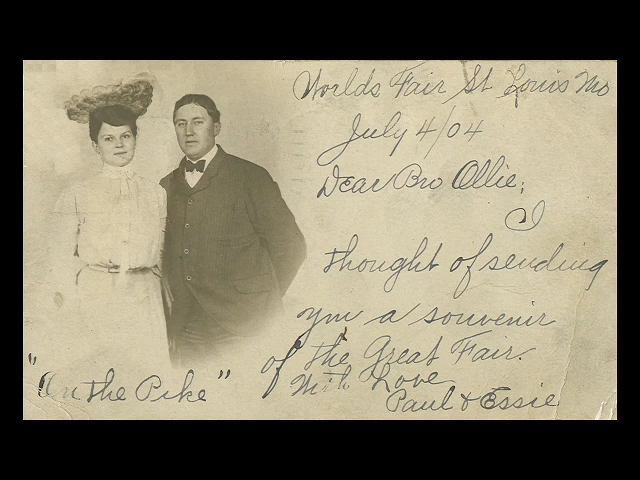 Worlds Fair St Louis Mo
July 4/04
Dear Bro Ollie;
I
thought of sending
you a souvenir
of the Great Fair.
With Love
Paul & Essie
"On the Pike"